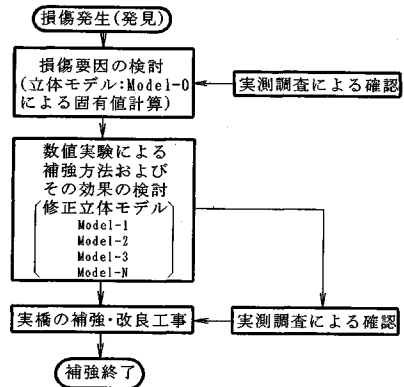 損傷発生(発見)
損傷要因の検討
(立体モデル:Model-0
による固有値計算)
実測調査による確認
数値実験による
補強方法および
その効果の検討
修正立体モデル
Model-1
Model-2
Model-3
Model-N
実橋の補強・改良工事
実測調査による確認
補強終了